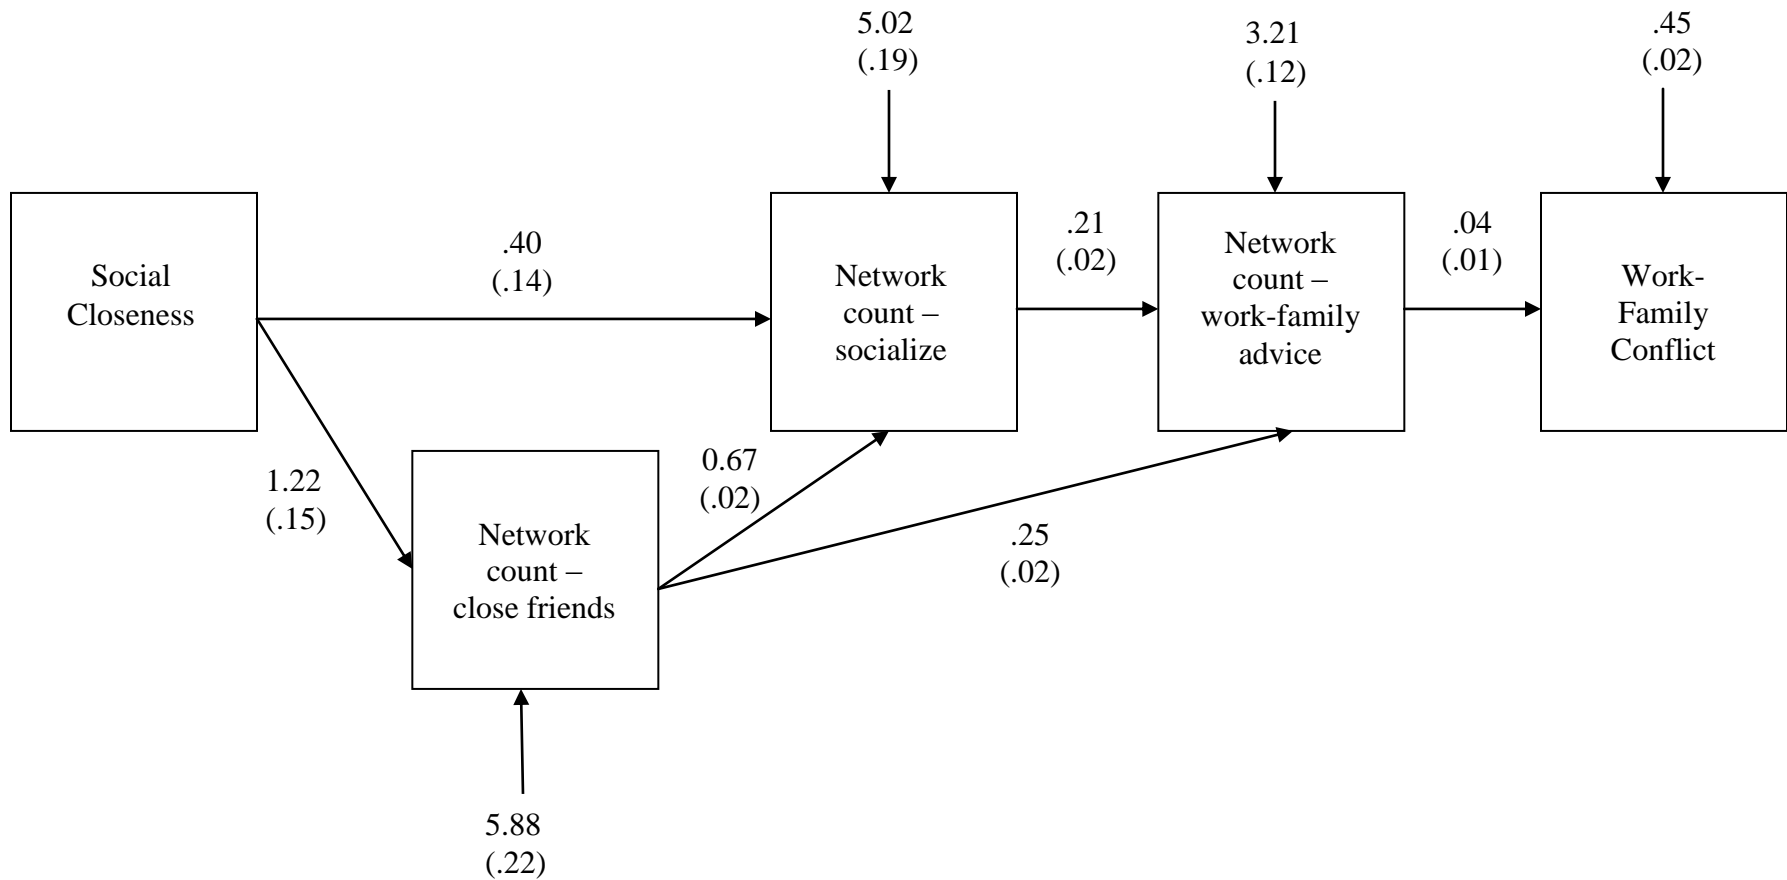 5.02
(.19)
3.21
(.12)
.45
(.02)
Social
Closeness
.40
(.14)
Network
count –
socialize
.21
(.02)
Network
count –
work-family
advice
.04
(.01)
Work-
Family
Conflict
1.22
(.15)
Network
count –
close friends
0.67
(.02)
.25
(.02)
5.88
(.22)